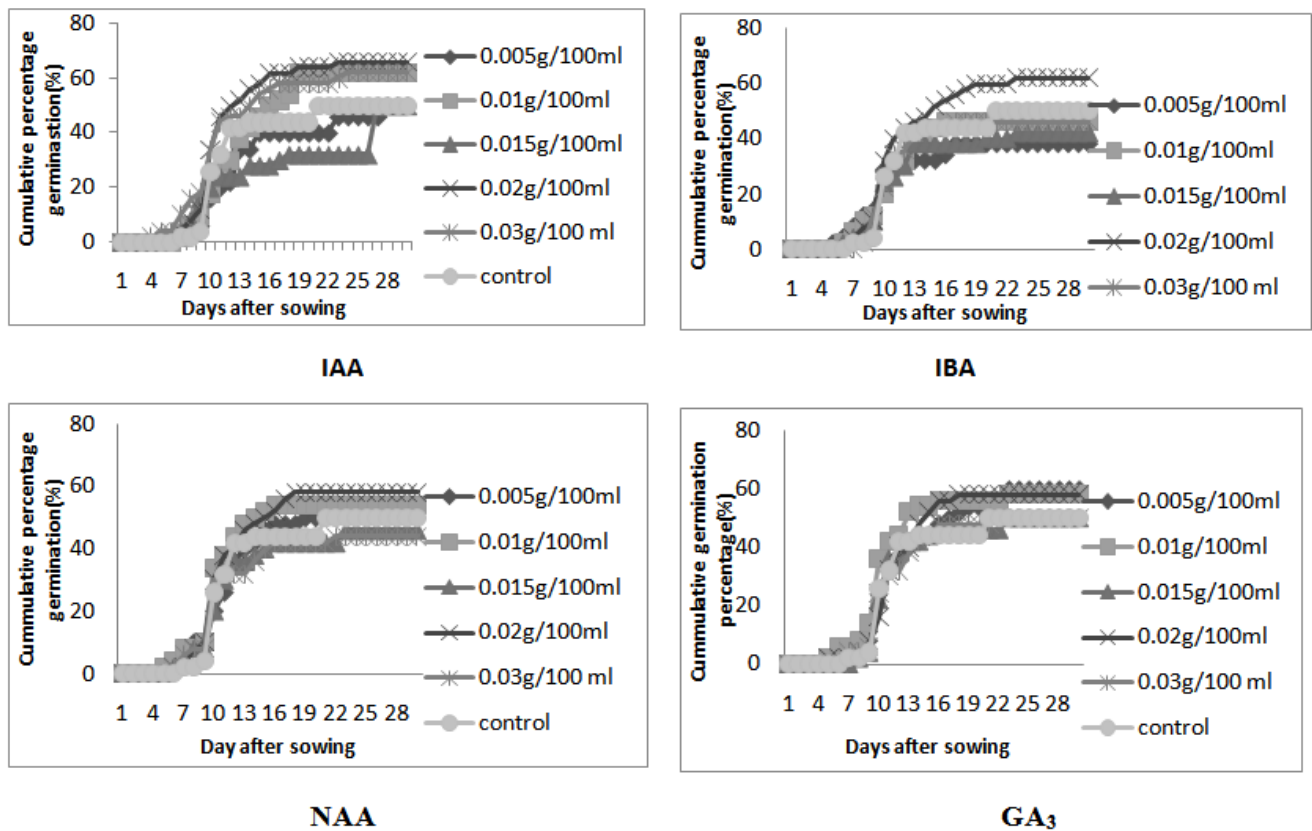 Cumulative percentage
germinastion(%)
80
60
40
20
0
1 4 7 10 13 16 19 22 25 28
Days after sowing
0.005g/100ml
0.01g/100ml
0.015g/100ml
0.02g/100ml
0.03g/100 ml
control
IAA
Cummulative percentage
germination(%)
80
60
40
20
0
1 4 7 10 13 16 19 22 25 28
Days after sowing
0.005g/100ml
0.01g/100ml
0.015g/100ml
0.02g/100ml
0.03g/100 ml
IBA
Cummulative percentage
germination(%)
80
60
40
20
0
1 4 7 10 13 16 19 22 25 28
Day after sowing
0.005g/100ml
0.01g/100ml
0.015g/100ml
0.02g/100ml
0.03g/100 ml
control
NAA
Cummulative germination
percentage(%)
80
60
40
20
0
1 4 7 10 13 16 19 22 25 28
Days after sowing
0.005g/100ml
0.01g/100ml
0.015g/100ml
0.02g/100ml
0.03g/100 ml
control
GA₃